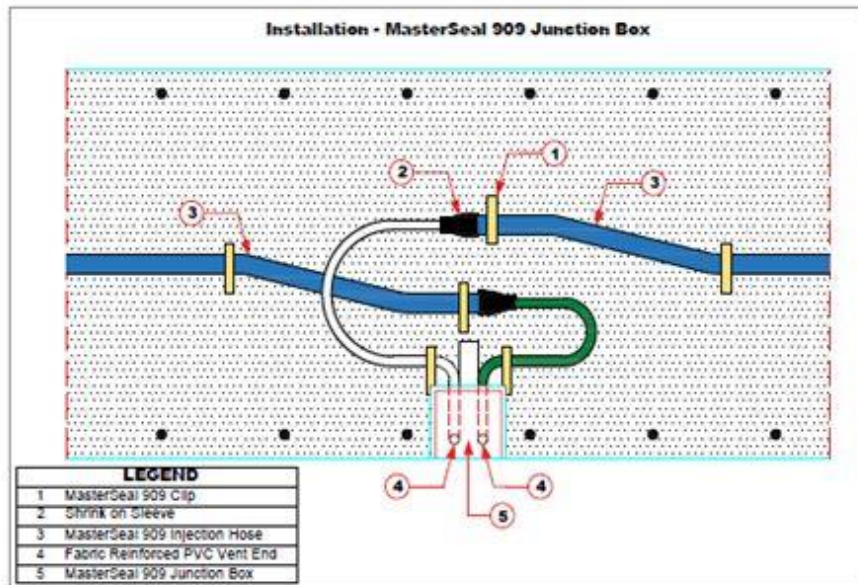 Installation - MasterSeal 909 Junction Box
1
2
3
3
4
4
5
LEGEND
1 MasterSeal 909 Clip
2 Shrink on Sleeve
3 MasterSeal 909 Injection Hose
4 Fabric Reinforced PVC Vent End
5 MasterSeal 909 Junction Box